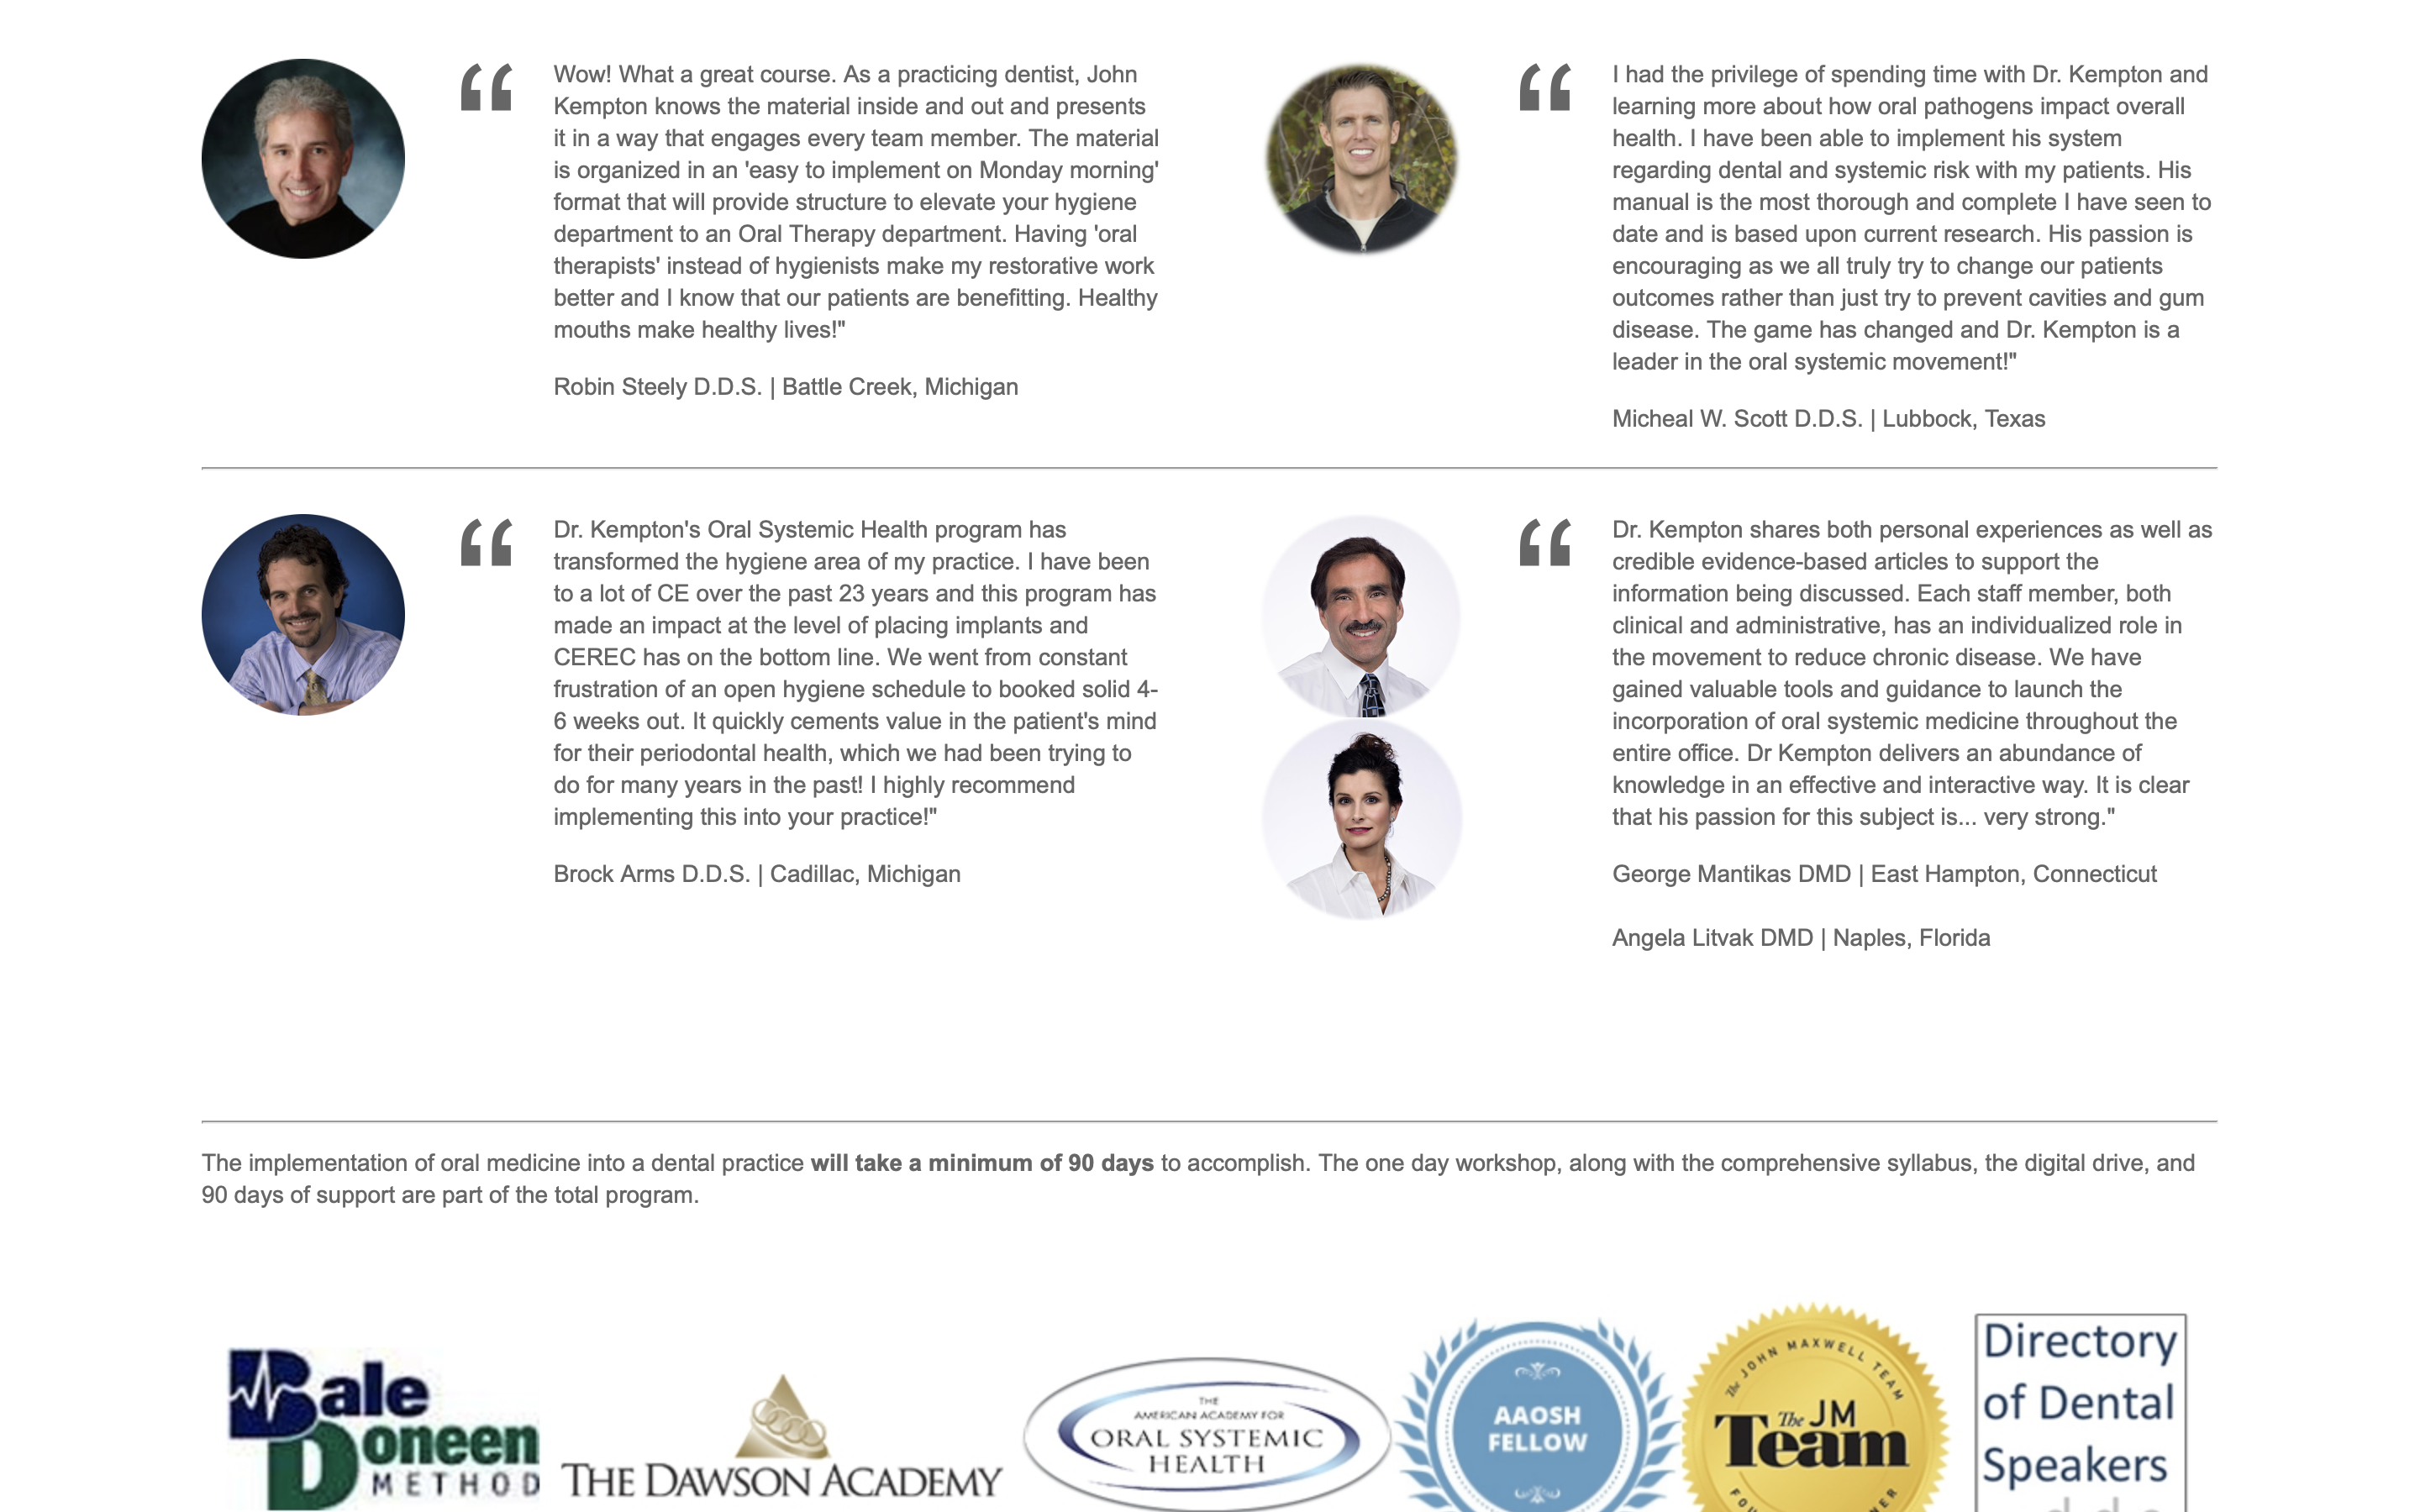 Wow! What a great course. As a practicing dentist, John
Kempton knows the material inside and out and presents
it in a way that engages every team member. The material
is organized in an 'easy to implement on Monday morning'
format that will provide structure to elevate your hygiene
department to an Oral Therapy department. Having 'oral
therapists' instead of hygienists make my restorative work
better and I know that our patients are benefitting. Healthy
mouths make healthy lives!"
Robin Steely D.D.S. | Battle Creek, Michigan
I had the privilege of spending time with Dr. Kempton and
learning more about how oral pathogens impact overall
health. I have been able to implement his system
regarding dental and systemic risk with my patients. His
manual is the most thorough and complete I have seen to
date and is based upon current research. His passion is
encouraging as we all truly try to change our patients
outcomes rather than just try to prevent cavities and gum
disease. The game has changed and Dr. Kempton is a
leader in the oral systemic movement!"
Micheal W. Scott D.D.S. | Lubbock, Texas
Dr. Kempton's Oral Systemic Health program has
transformed the hygiene area of my practice. I have been
to a lot of CE over the past 23 years and this program has
made an impact at the level of placing implants and
CEREC has on the bottom line. We went from constant
frustration of an open hygiene schedule to booked solid 4-
6 weeks out. It quickly cements value in the patient's mind
for their periodontal health, which we had been trying to
do for many years in the past! I highly recommend
implementing this into your practice!"
Brock Arms D.D.S. | Cadillac, Michigan
Dr. Kempton shares both personal experiences as well as
credible evidence-based articles to support the
information being discussed. Each staff member, both
clinical and administrative, has an individualized role in
the movement to reduce chronic disease. We have
gained valuable tools and guidance to launch the
incorporation of oral systemic medicine throughout the
entire office. Dr Kempton delivers an abundance of
knowledge in an effective and interactive way. It is clear
that his passion for this subject is... very strong."
George Mantikas DMD | East Hampton, Connecticut
Angela Litvak DMD | Naples, Florida
The implementation of oral medicine into a dental practice will take a minimum of 90 days to accomplish. The one day workshop, along with the comprehensive syllabus, the digital drive, and
90 days of support are part of the total program.
Bale
Doneen
METHOD
THE DAWSON ACADEMY
THE
AMERICAN ACADEMY FOR
ORAL SYSTEMIC
HEALTH
AAOSH
FELLOW
The JOHN MAXWELL TEAM
The JM
Team
Directory
of Dental
Speakers